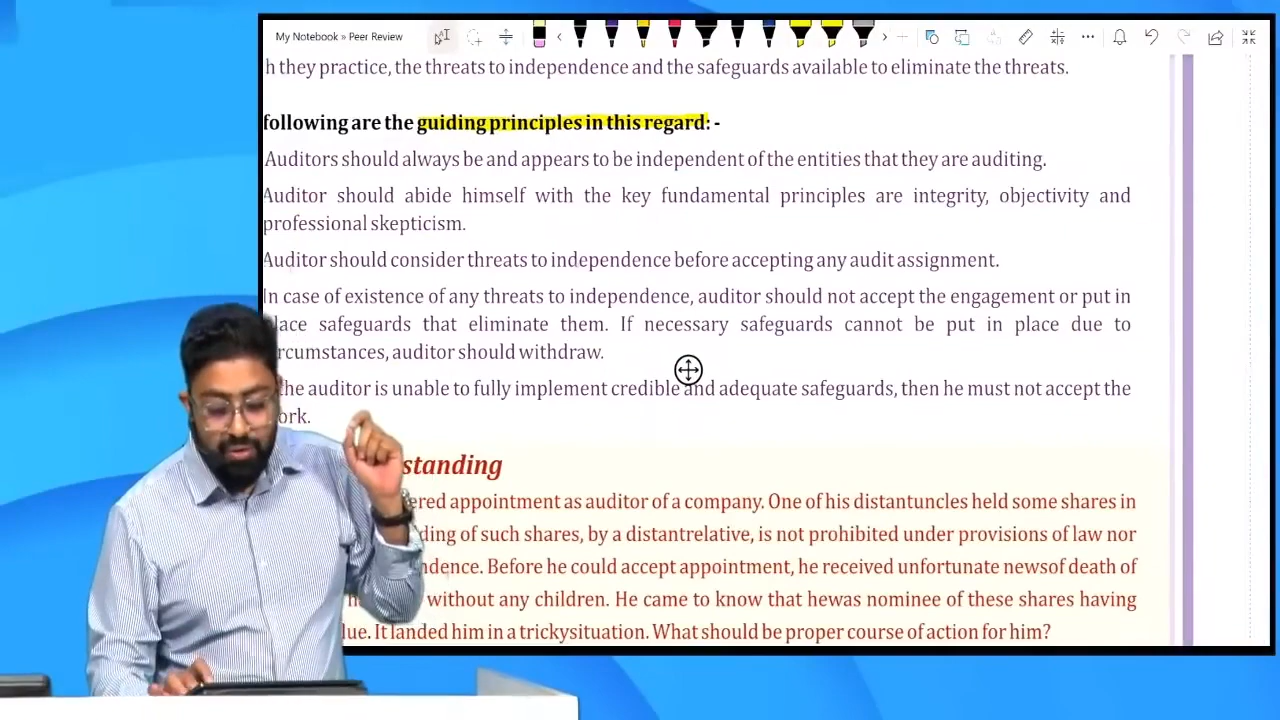 My Notebook » Peer Review
h they practice, the threats to independence and the safeguards available to eliminate the threats.
following are the guiding principles in this regard: -
Auditors should always be and appears to be independent of the entities that they are auditing.
Auditor should abide himself with the key fundamental principles are integrity, objectivity and
professional skepticism.
Auditor should consider threats to independence before accepting any audit assignment.
In case of existence of any threats to independence, auditor should not accept the engagement or put in
lace safeguards that eliminate them. If necessary safeguards cannot be put in place due to
rcumstances, auditor should withdraw.
the auditor is unable to fully implement credible and adequate safeguards, then he must not accept the
ork.
standing
ered appointment as auditor of a company. One of his distantuncles held some shares in
ding of such shares, by a distantrelative, is not prohibited under provisions of law nor
ndence. Before he could accept appointment, he received unfortunate newsof death of
without any children. He came to know that hewas nominee of these shares having
lue. It landed him in a trickysituation. What should be proper course of action for him?